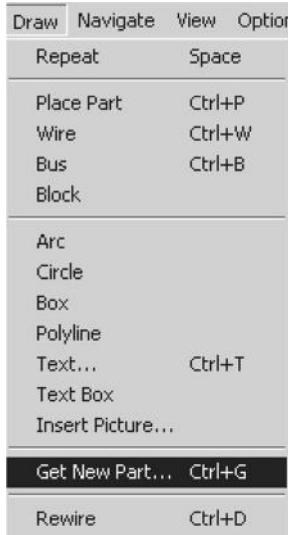 Draw Navigate View Option
Repeat Space
Place Part Ctrl+P
Wire Ctrl+W
Bus Ctrl+B
Block
Arc
Circle
Box
Polyline
Text... Ctrl+T
Text Box
Insert Picture...
Get New Part... Ctrl+G
Rewire Ctrl+D